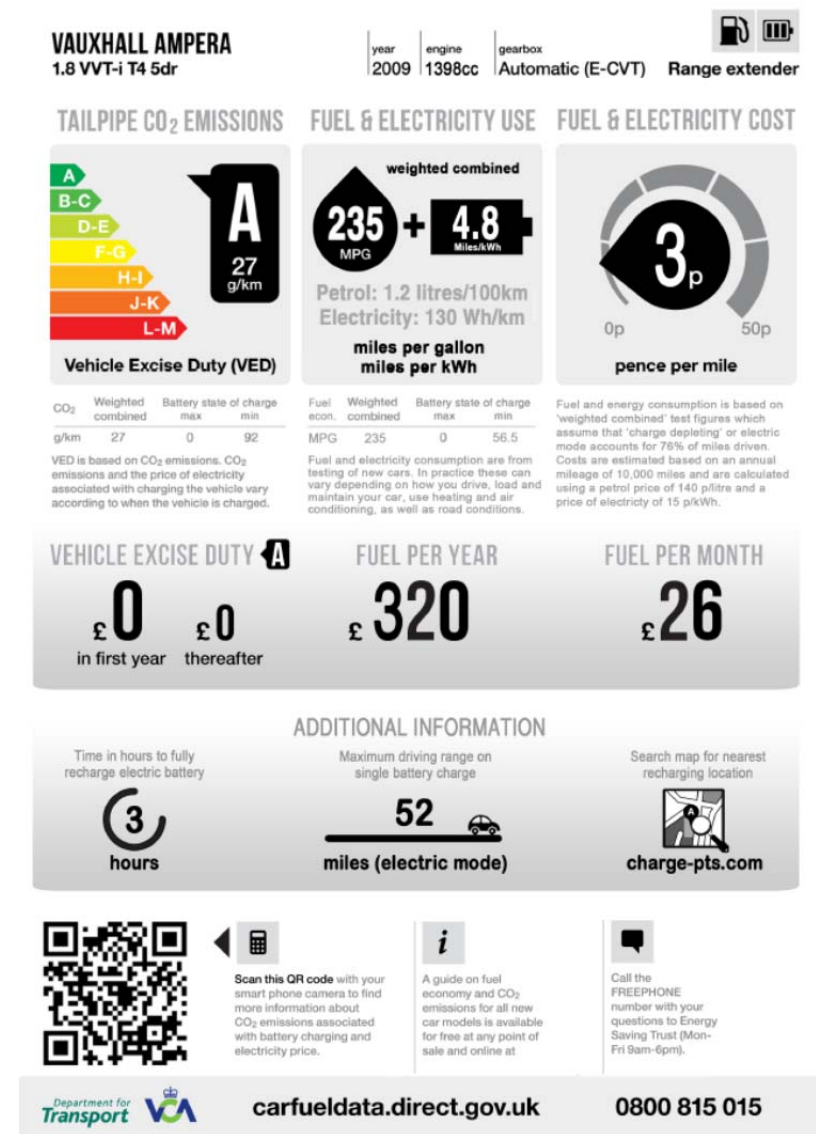 VAUXHALL AMPERA
1.8 VVT-i T4 5dr
year
2009
engine
1398cc
gearbox
Automatic (E-CVT)
Range extender
TAILPIPE CO2 EMISSIONS
A
B-C
D-E
F-G
H-I
J-K
L-M
A
27
g/km
Vehicle Excise Duty (VED)
CO2 Weighted combined Battery state of charge max min
g/km 27 0 92
VED is based on CO2 emissions. CO2
emissions and the price of electricity
associated with charging the vehicle vary
according to when the vehicle is charged.
FUEL & ELECTRICITY USE
weighted combined
235
MPG
+
4.8
Miles/kWh
Petrol: 1.2 litres/100km
Electricity: 130 Wh/km
miles per gallon
miles per kWh
Fuel econ. Weighted combined Battery state of charge max min
MPG 235 0 56.5
Fuel and electricity consumption are from
testing of new cars. In practice these can
vary depending on how you drive, load and
maintain your car, use heating and air
conditioning, as well as road conditions.
FUEL & ELECTRICITY COST
3p
0p 50p
pence per mile
Fuel and energy consumption is based on
'weighted combined' test figures which
assume that 'charge depleting' or electric
mode accounts for 76% of miles driven.
Costs are estimated based on an annual
mileage of 10,000 miles and are calculated
using a petrol price of 140 p/litre and a
price of electricty of 15 p/kWh.
VEHICLE EXCISE DUTY A
£0 £0
in first year thereafter
FUEL PER YEAR
£320
FUEL PER MONTH
£26
ADDITIONAL INFORMATION
Time in hours to fully
recharge electric battery
3
hours
Maximum driving range on
single battery charge
52
miles (electric mode)
Search map for nearest
recharging location
A
charge-pts.com
Scan this QR code with your
smart phone camera to find
more information about
CO2 emissions associated
with battery charging and
electricity price.
i
A guide on fuel
economy and CO2
emissions for all new
car models is available
for free at any point of
sale and online at
Call the
FREEPHONE
number with your
questions to Energy
Saving Trust (Mon-
Fri 9am-6pm).
Department for
Transport
VCA
carfueldata.direct.gov.uk
0800 815 015